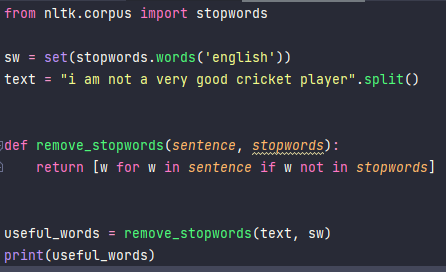 from nltk.corpus import stopwords
sw = set(stopwords.words('english'))
text = "i am not a very good cricket player".split()
def remove_stopwords(sentence, stopwords):
    return [w for w in sentence if w not in stopwords]
useful_words = remove_stopwords(text, sw)
print(useful_words)